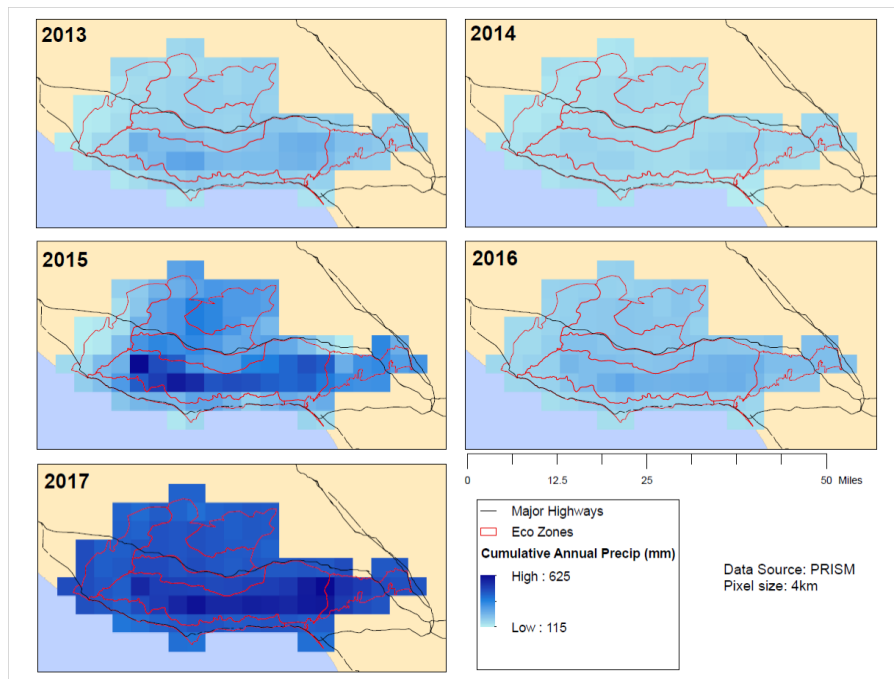 2013
2014
2015
2016
2017
0 12.5 25 50 Miles
Major Highways
Eco Zones
Cumulative Annual Precip (mm)
High : 625
Low : 115
Data Source: PRISM
Pixel size: 4km